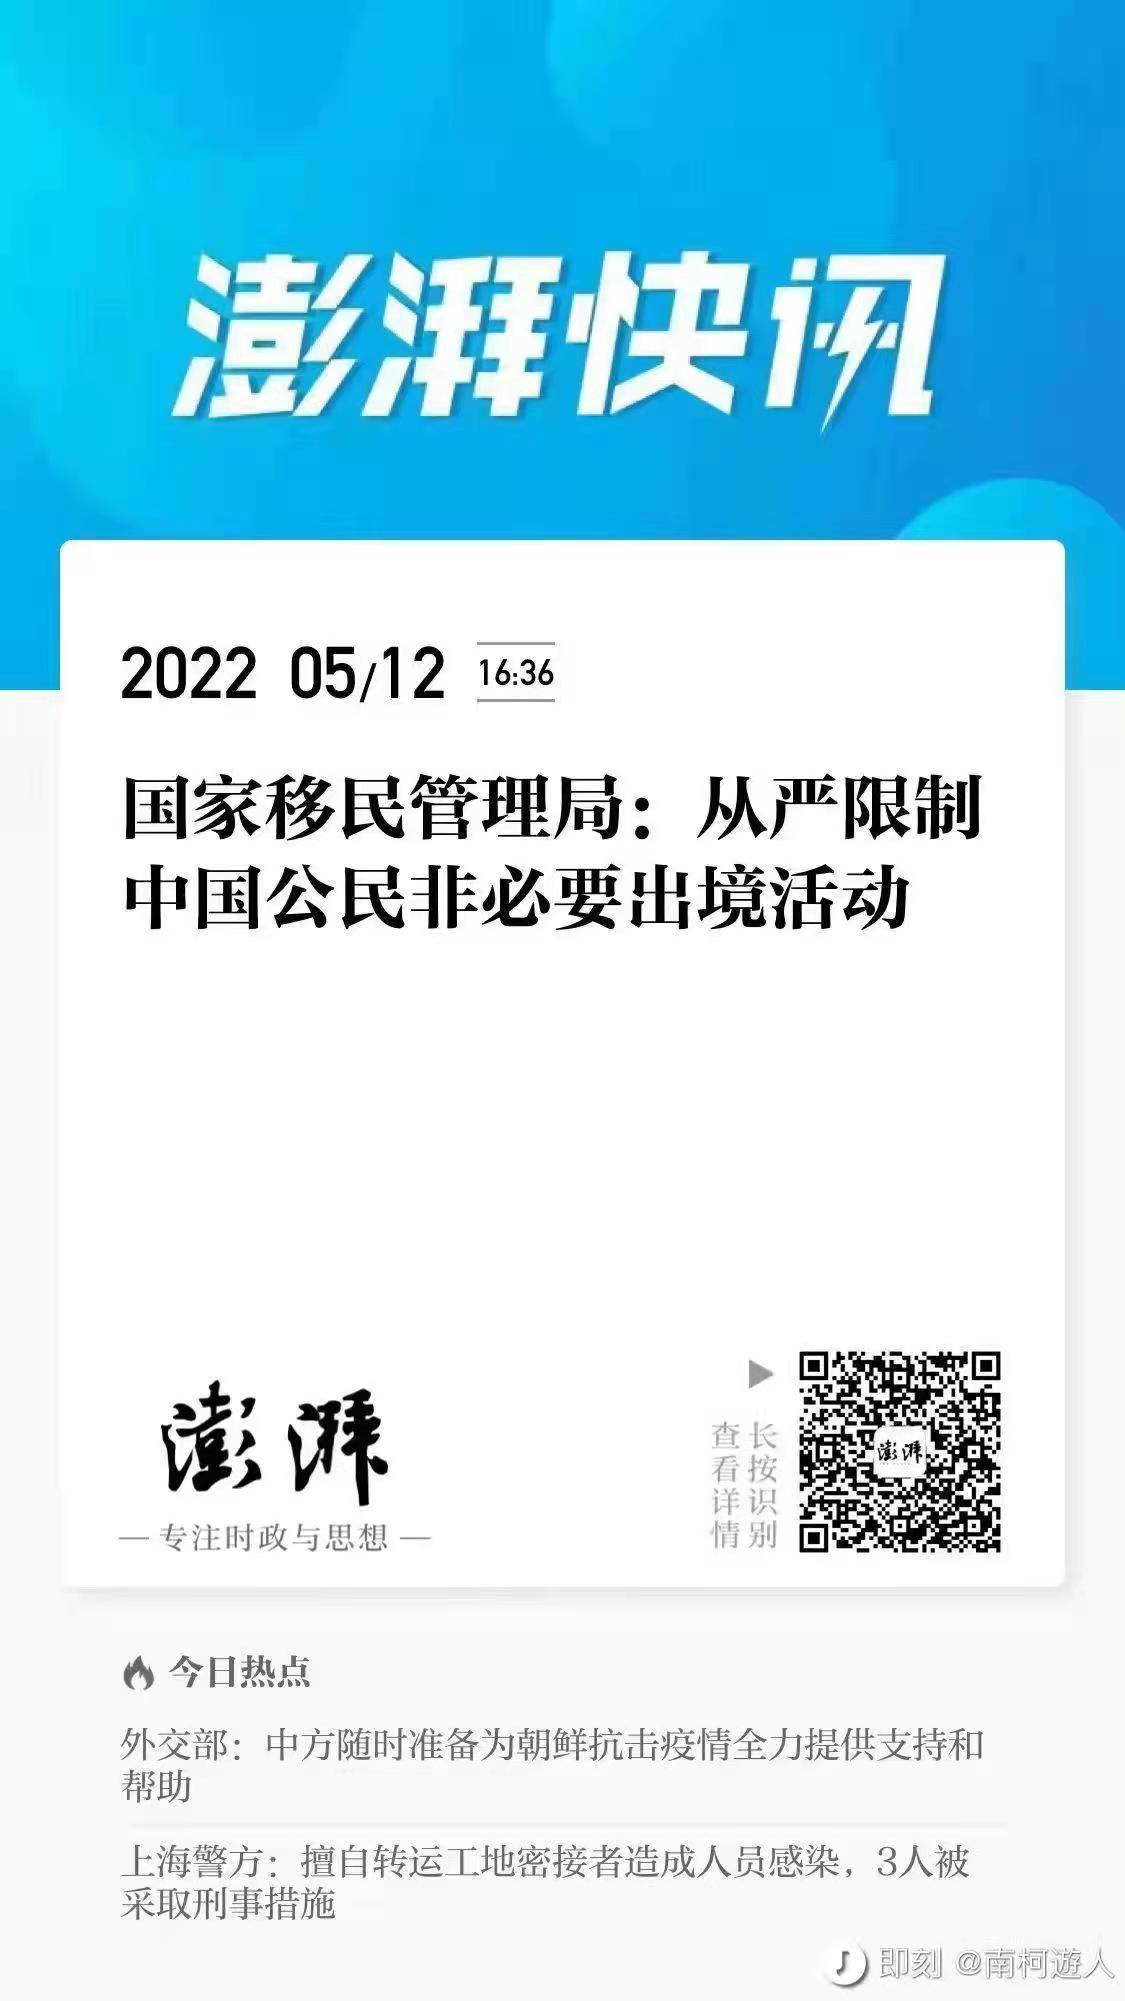 澎湃快讯
2022 05/12 16:36
国家移民管理局：从严限制
中国公民非必要出境活动
澎湃
— 专注时政与思想 —
长按识别
查看详情
澎湃
今日热点
外交部：中方随时准备为朝鲜抗击疫情全力提供支持和
帮助
上海警方：擅自转运工地密接者造成人员感染，3人被
采取刑事措施
即刻 @南柯遊人